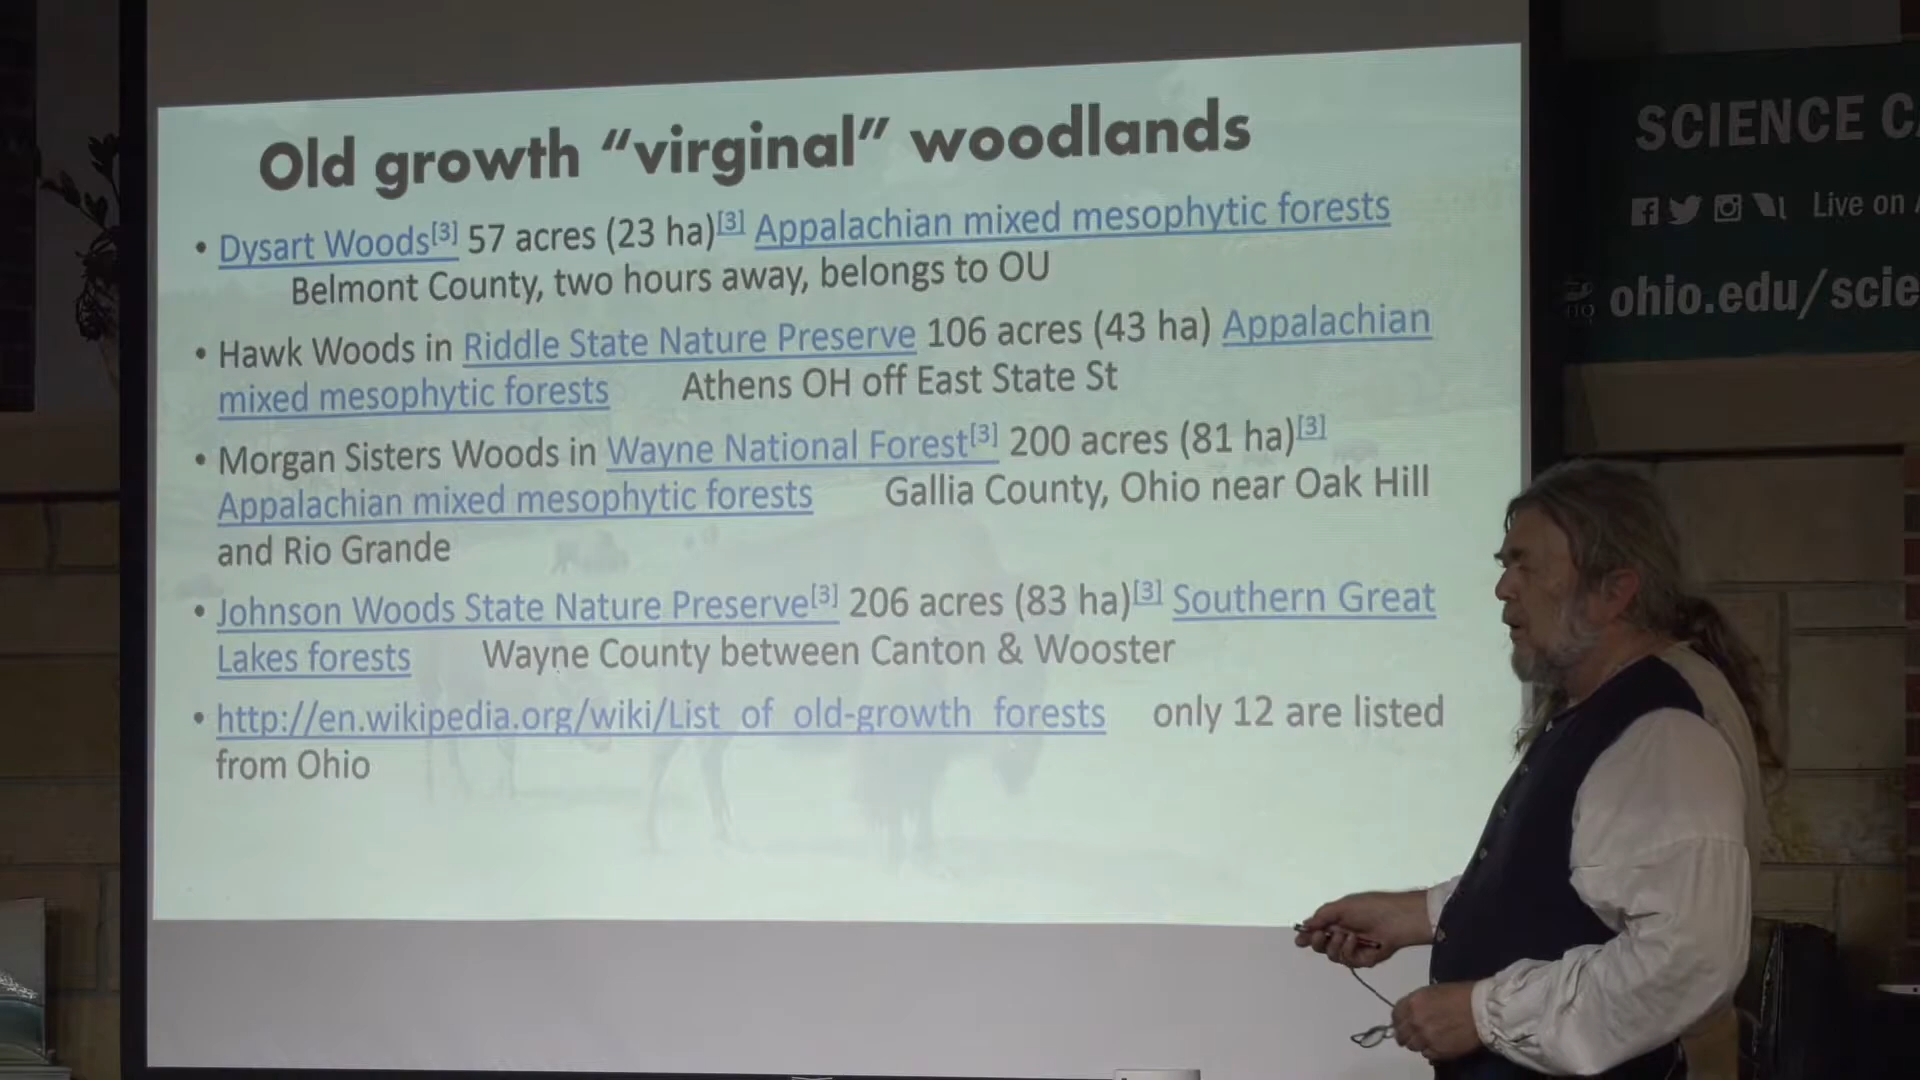 Old growth “virginal” woodlands
• Dysart Woods[3] 57 acres (23 ha)[3] Appalachian mixed mesophytic forests
Belmont County, two hours away, belongs to OU
• Hawk Woods in Riddle State Nature Preserve 106 acres (43 ha) Appalachian
mixed mesophytic forests Athens OH off East State St
• Morgan Sisters Woods in Wayne National Forest[3] 200 acres (81 ha)[3]
Appalachian mixed mesophytic forests Gallia County, Ohio near Oak Hill
and Rio Grande
• Johnson Woods State Nature Preserve[3] 206 acres (83 ha)[3] Southern Great
Lakes forests Wayne County between Canton & Wooster
• http://en.wikipedia.org/wiki/List_of_old-growth_forests only 12 are listed
from Ohio
SCIENCE
Live on
ohio.edu/scie